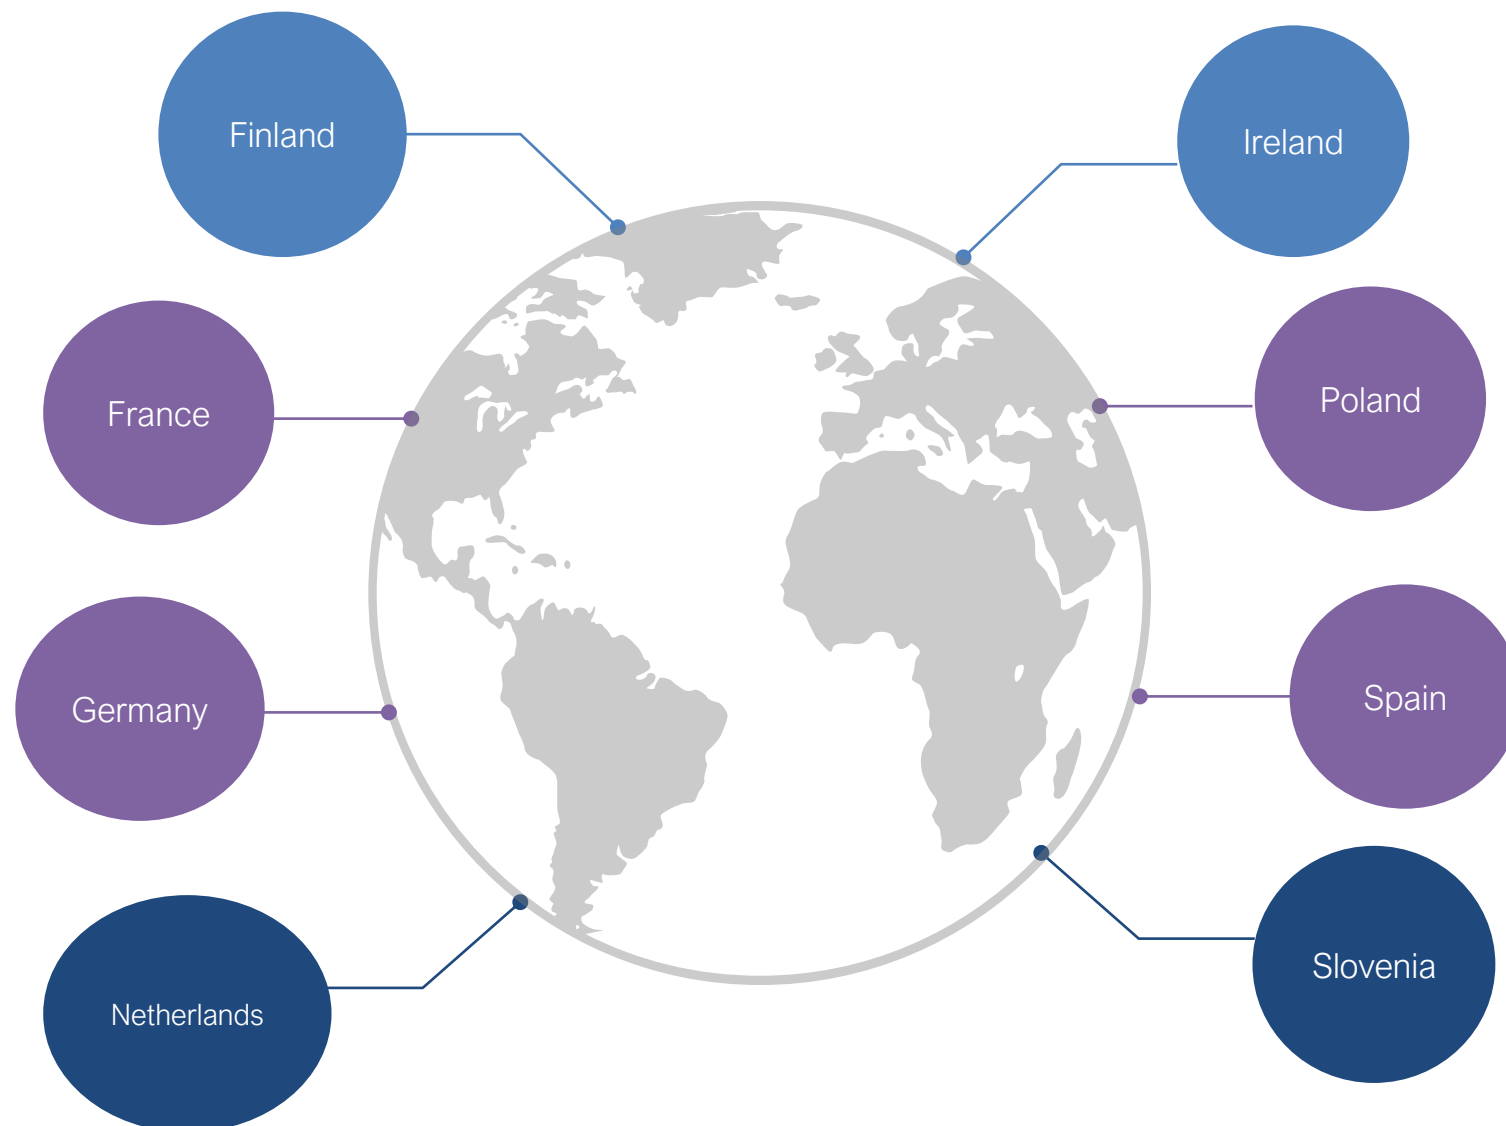 Finland
Ireland
France
Poland
Germany
Spain
Netherlands
Slovenia